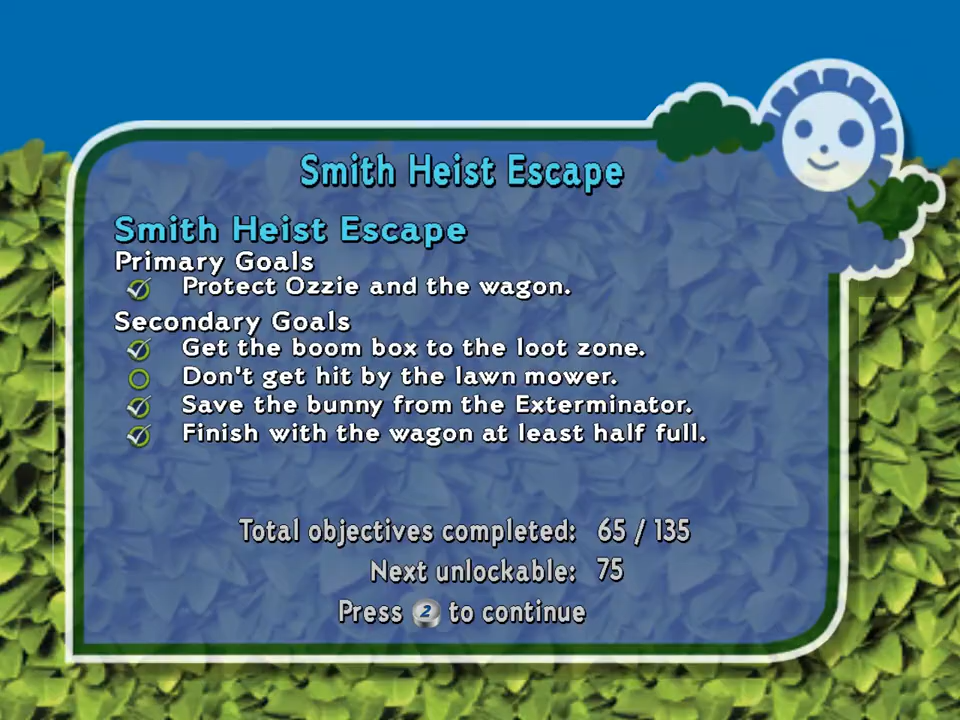 Smith Heist Escape
Smith Heist Escape
Primary Goals
Protect Ozzie and the wagon.
Secondary Goals
Get the boom box to the loot zone.
Don't get hit by the lawn mower.
Save the bunny from the Exterminator.
Finish with the wagon at least half full.
Total objectives completed: 65 / 135
Next unlockable: 75
Press 2 to continue